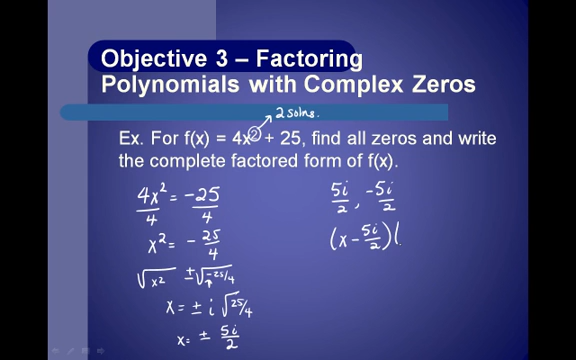 Objective 3 – Factoring
Polynomials with Complex Zeros
2 solns.
Ex. For f(x) = 4x² + 25, find all zeros and write
the complete factored form of f(x).
4x²/4 = -25/4
x² = - 25/4
√x² ±√-25/4
x = ± i √25/4
x = ± 5i/2
5i/2 , -5i/2
(x - 5i/2)(